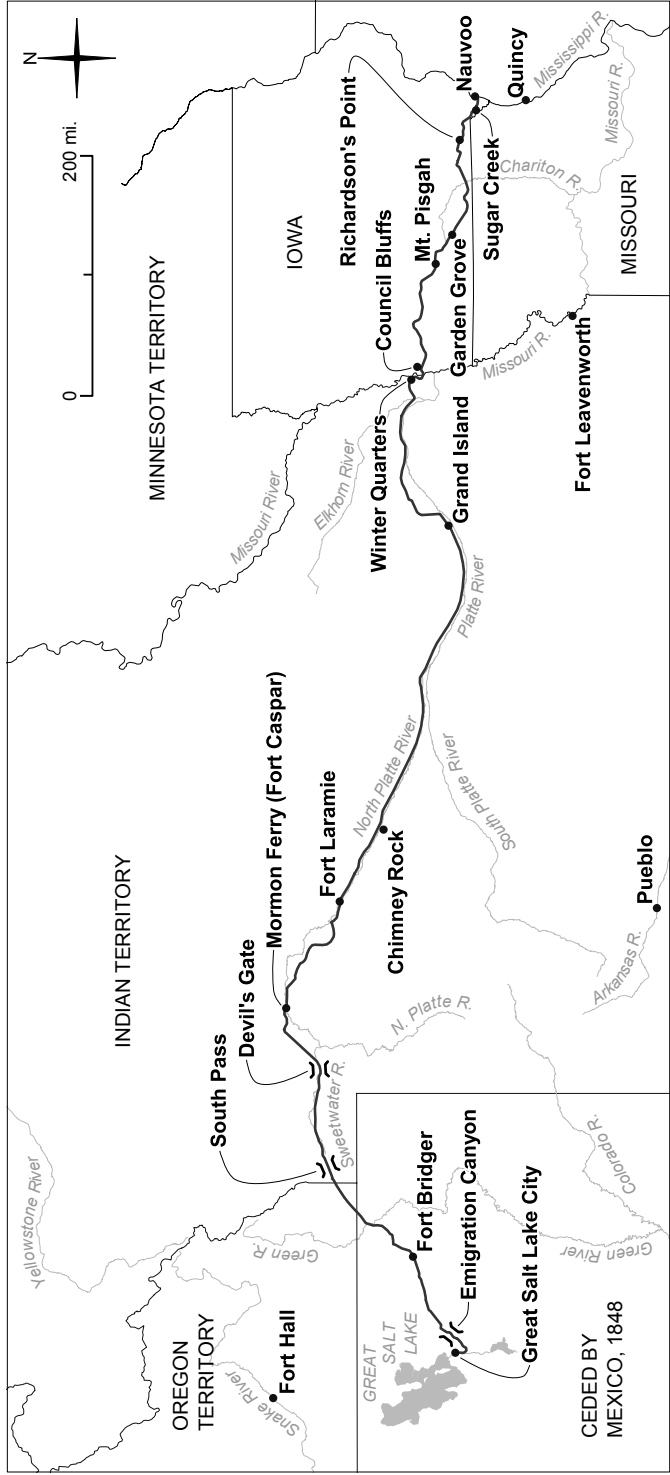 N
0
200 mi.
MINNESOTA TERRITORY
IOWA
MISSOURI
INDIAN TERRITORY
OREGON
TERRITORY
CEDED BY
MEXICO, 1848
Nauvoo
Quincy
Sugar Creek
Richardson's Point
Mt. Pisgah
Garden Grove
Council Bluffs
Winter Quarters
Grand Island
Fort Leavenworth
Chimney Rock
Fort Laramie
Mormon Ferry (Fort Caspar)
Devil's Gate
South Pass
Fort Bridger
Emigration Canyon
Great Salt Lake City
Fort Hall
Pueblo
Mississippi R.
Missouri R.
Chariton R.
Missouri R.
Missouri River
Elkhorn River
Platte River
North Platte River
South Platte River
Arkansas R.
N. Platte R.
Sweetwater R.
Colorado R.
Green River
Green R.
Yellowstone River
Snake River
GREAT
SALT
LAKE